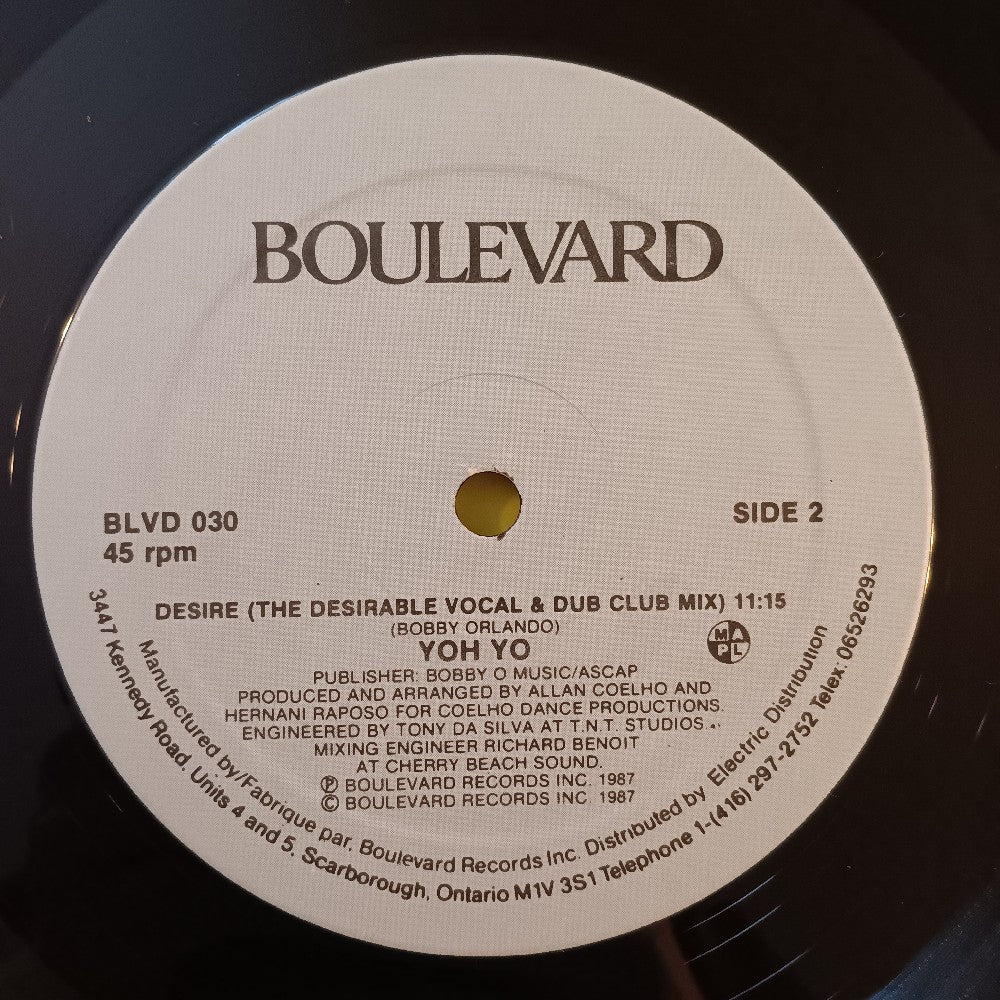 BOULEVARD
BLVD 030
45 rpm
SIDE 2
DESIRE (THE DESIRABLE VOCAL & DUB CLUB MIX) 11:15
(BOBBY ORLANDO)
YOH YO
MAPL
PUBLISHER: BOBBY O MUSIC/ASCAP
PRODUCED AND ARRANGED BY ALLAN COELHO AND
HERNANI RAPOSO FOR COELHO DANCE PRODUCTIONS.
ENGINEERED BY TONY DA SILVA AT T.N.T. STUDIOS.
MIXING ENGINEER RICHARD BENOIT
AT CHERRY BEACH SOUND.
Ⓟ BOULEVARD RECORDS INC. 1987
© BOULEVARD RECORDS INC. 1987
Manufactured by/Fabrique par. Boulevard Records Inc. Distributed by Electric Distribution
3447 Kennedy Road, Units 4 and 5, Scarborough, Ontario M1V 3S1 Telephone 1-(416) 297-2752 Telex: 06526293